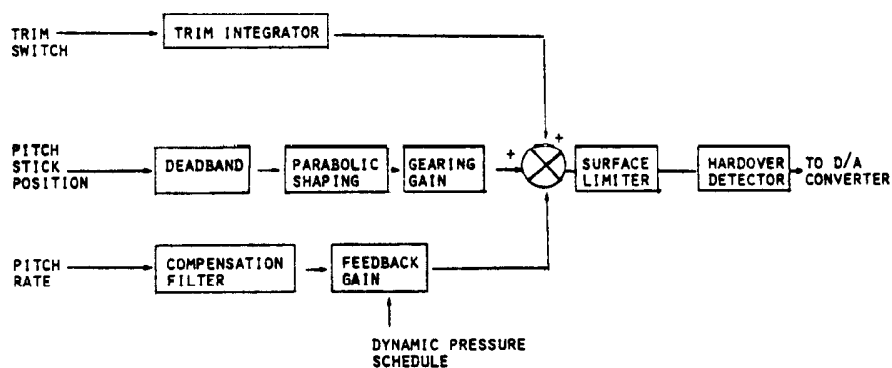 TRIM
SWITCH
TRIM INTEGRATOR
+
PITCH
STICK
POSITION
DEADBAND
PARABOLIC
SHAPING
GEARING
GAIN
+
SURFACE
LIMITER
HARDOVER
DETECTOR
TO D/A
CONVERTER
PITCH
RATE
COMPENSATION
FILTER
FEEDBACK
GAIN
DYNAMIC PRESSURE
SCHEDULE